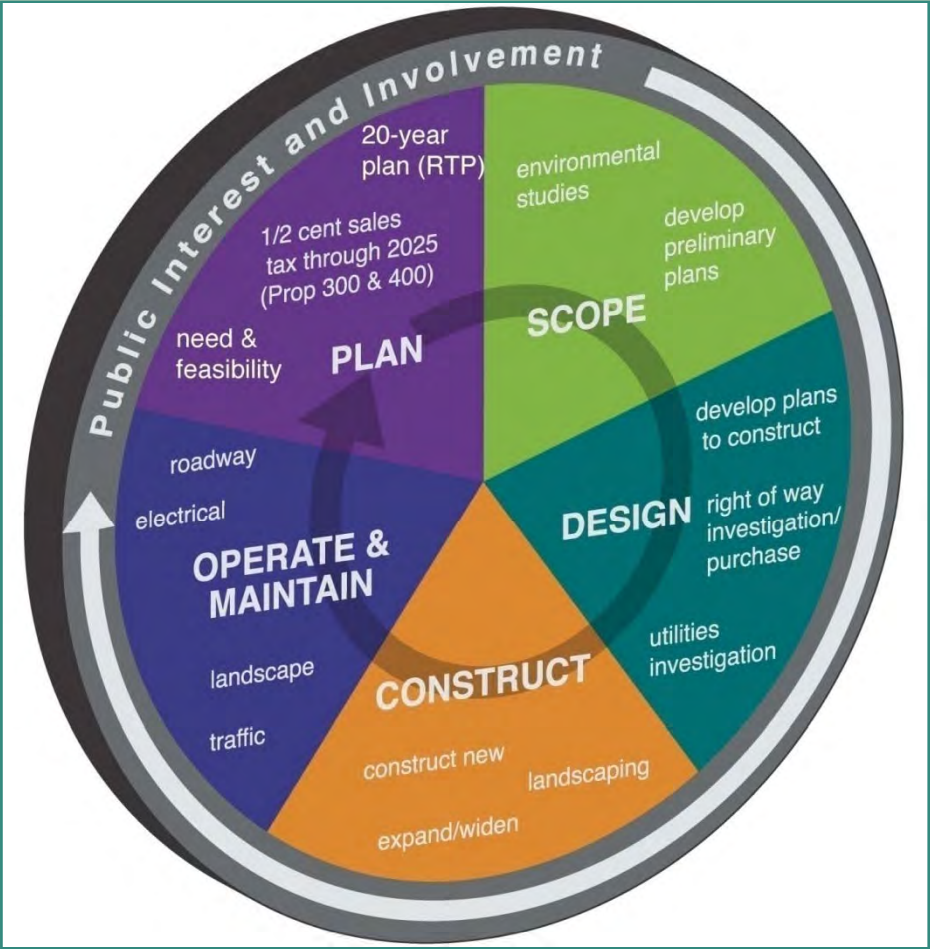 Public Interest and Involvement
20-year
plan (RTP)
1/2 cent sales
tax through 2025
(Prop 300 & 400)
need &
feasibility
PLAN
environmental
studies
develop
preliminary
plans
SCOPE
develop plans
to construct
DESIGN
right of way
investigation/
purchase
utilities
investigation
CONSTRUCT
construct new
landscaping
expand/widen
roadway
electrical
OPERATE &
MAINTAIN
landscape
traffic